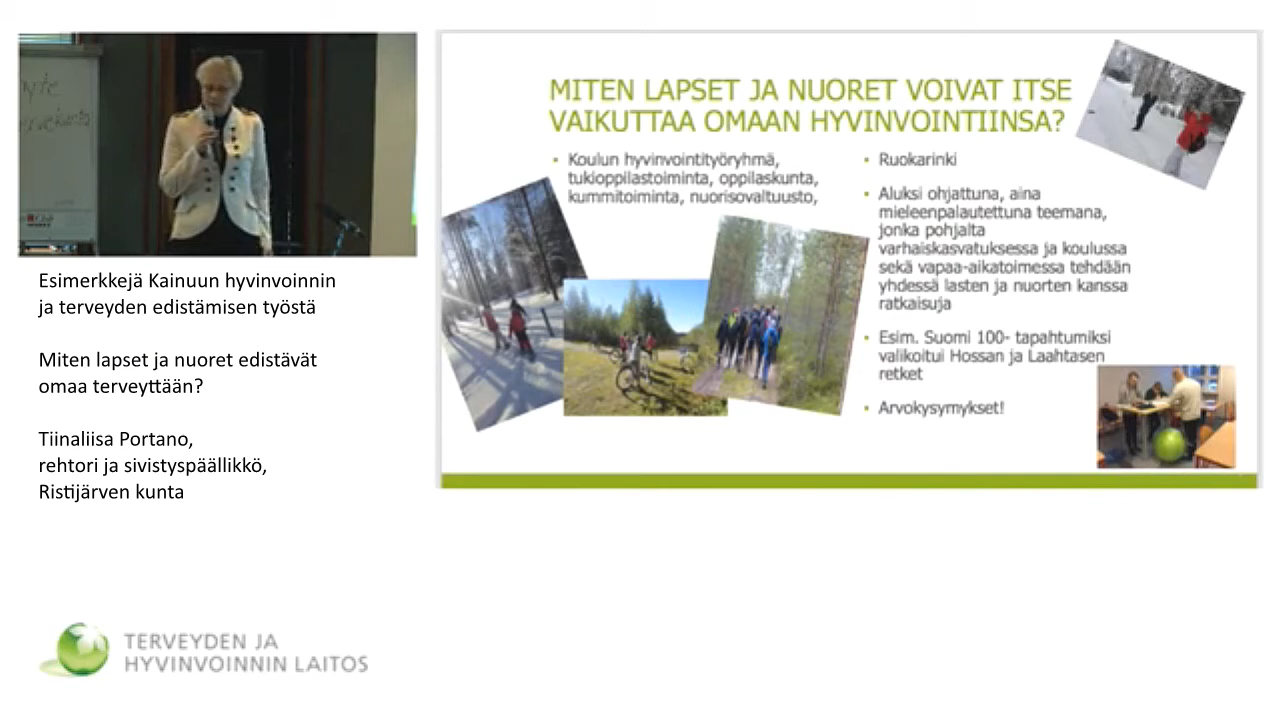 Esimerkkejä Kainuun hyvinvoinnin
ja terveyden edistämisen työstä
Miten lapset ja nuoret edistävät
omaa terveyttään?
Tiinaliisa Portano,
rehtori ja sivistyspäällikkö,
Ristijärven kunta
TERVEYDEN JA
HYVINVOINNIN LAITOS
MITEN LAPSET JA NUORET VOIVAT ITSE
VAIKUTTAA OMAAN HYVINVOINTIINSA?
▪ Koulun hyvinvointityöryhmä,
tukioppilastoiminta, oppilaskunta,
kummitoiminta, nuorisovaltuusto,
▪ Ruokarinki
▪ Aluksi ohjattuna, aina
mieleenpalautettuna teemana,
jonka pohjalta
varhaiskasvatuksessa ja koulussa
sekä vapaa-aikatoimessa tehdään
yhdessä lasten ja nuorten kanssa
ratkaisuja
▪ Esim. Suomi 100- tapahtumiksi
valikoitui Hossan ja Laahtasen
retket
▪ Arvokysymykset!